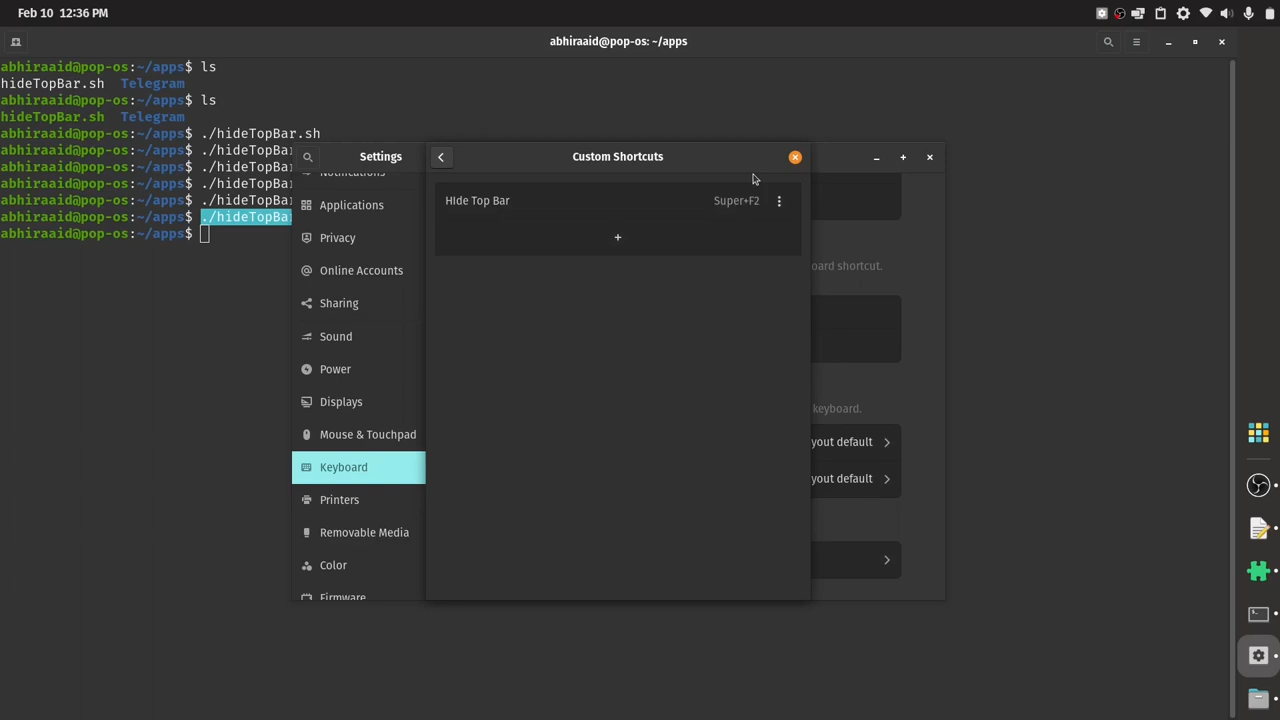 Feb 10 12:36 PM
abhiraaid@pop-os: ~/apps
abhiraaid@pop-os:~/apps$ ls
hideTopBar.sh Telegram
abhiraaid@pop-os:~/apps$ ls
hideTopBar.sh Telegram
abhiraaid@pop-os:~/apps$ ./hideTopBar.sh
abhiraaid@pop-os:~/apps$ ./hideTopBar
abhiraaid@pop-os:~/apps$ ./hideTopBar
abhiraaid@pop-os:~/apps$ ./hideTopBar
abhiraaid@pop-os:~/apps$ ./hideTopBar
abhiraaid@pop-os:~/apps$ ./hideTopBar
abhiraaid@pop-os:~/apps$
Settings
Notifications
Applications
Privacy
Online Accounts
Sharing
Sound
Power
Displays
Mouse & Touchpad
Keyboard
Printers
Removable Media
Color
Firmware
Custom Shortcuts
HIde Top Bar Super+F2
+
oard shortcut.
keyboard.
yout default
yout default